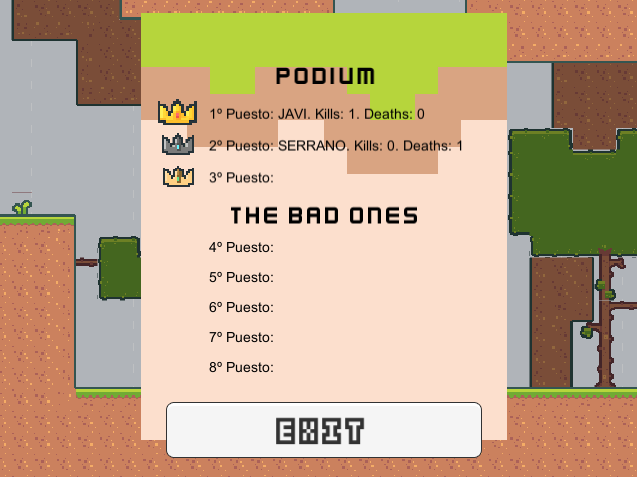 PODIUM
1º Puesto: JAVI. Kills: 1. Deaths: 0
2º Puesto: SERRANO. Kills: 0. Deaths: 1
3º Puesto:
THE BAD ONES
4º Puesto:
5º Puesto:
6º Puesto:
7º Puesto:
8º Puesto:
EXIT